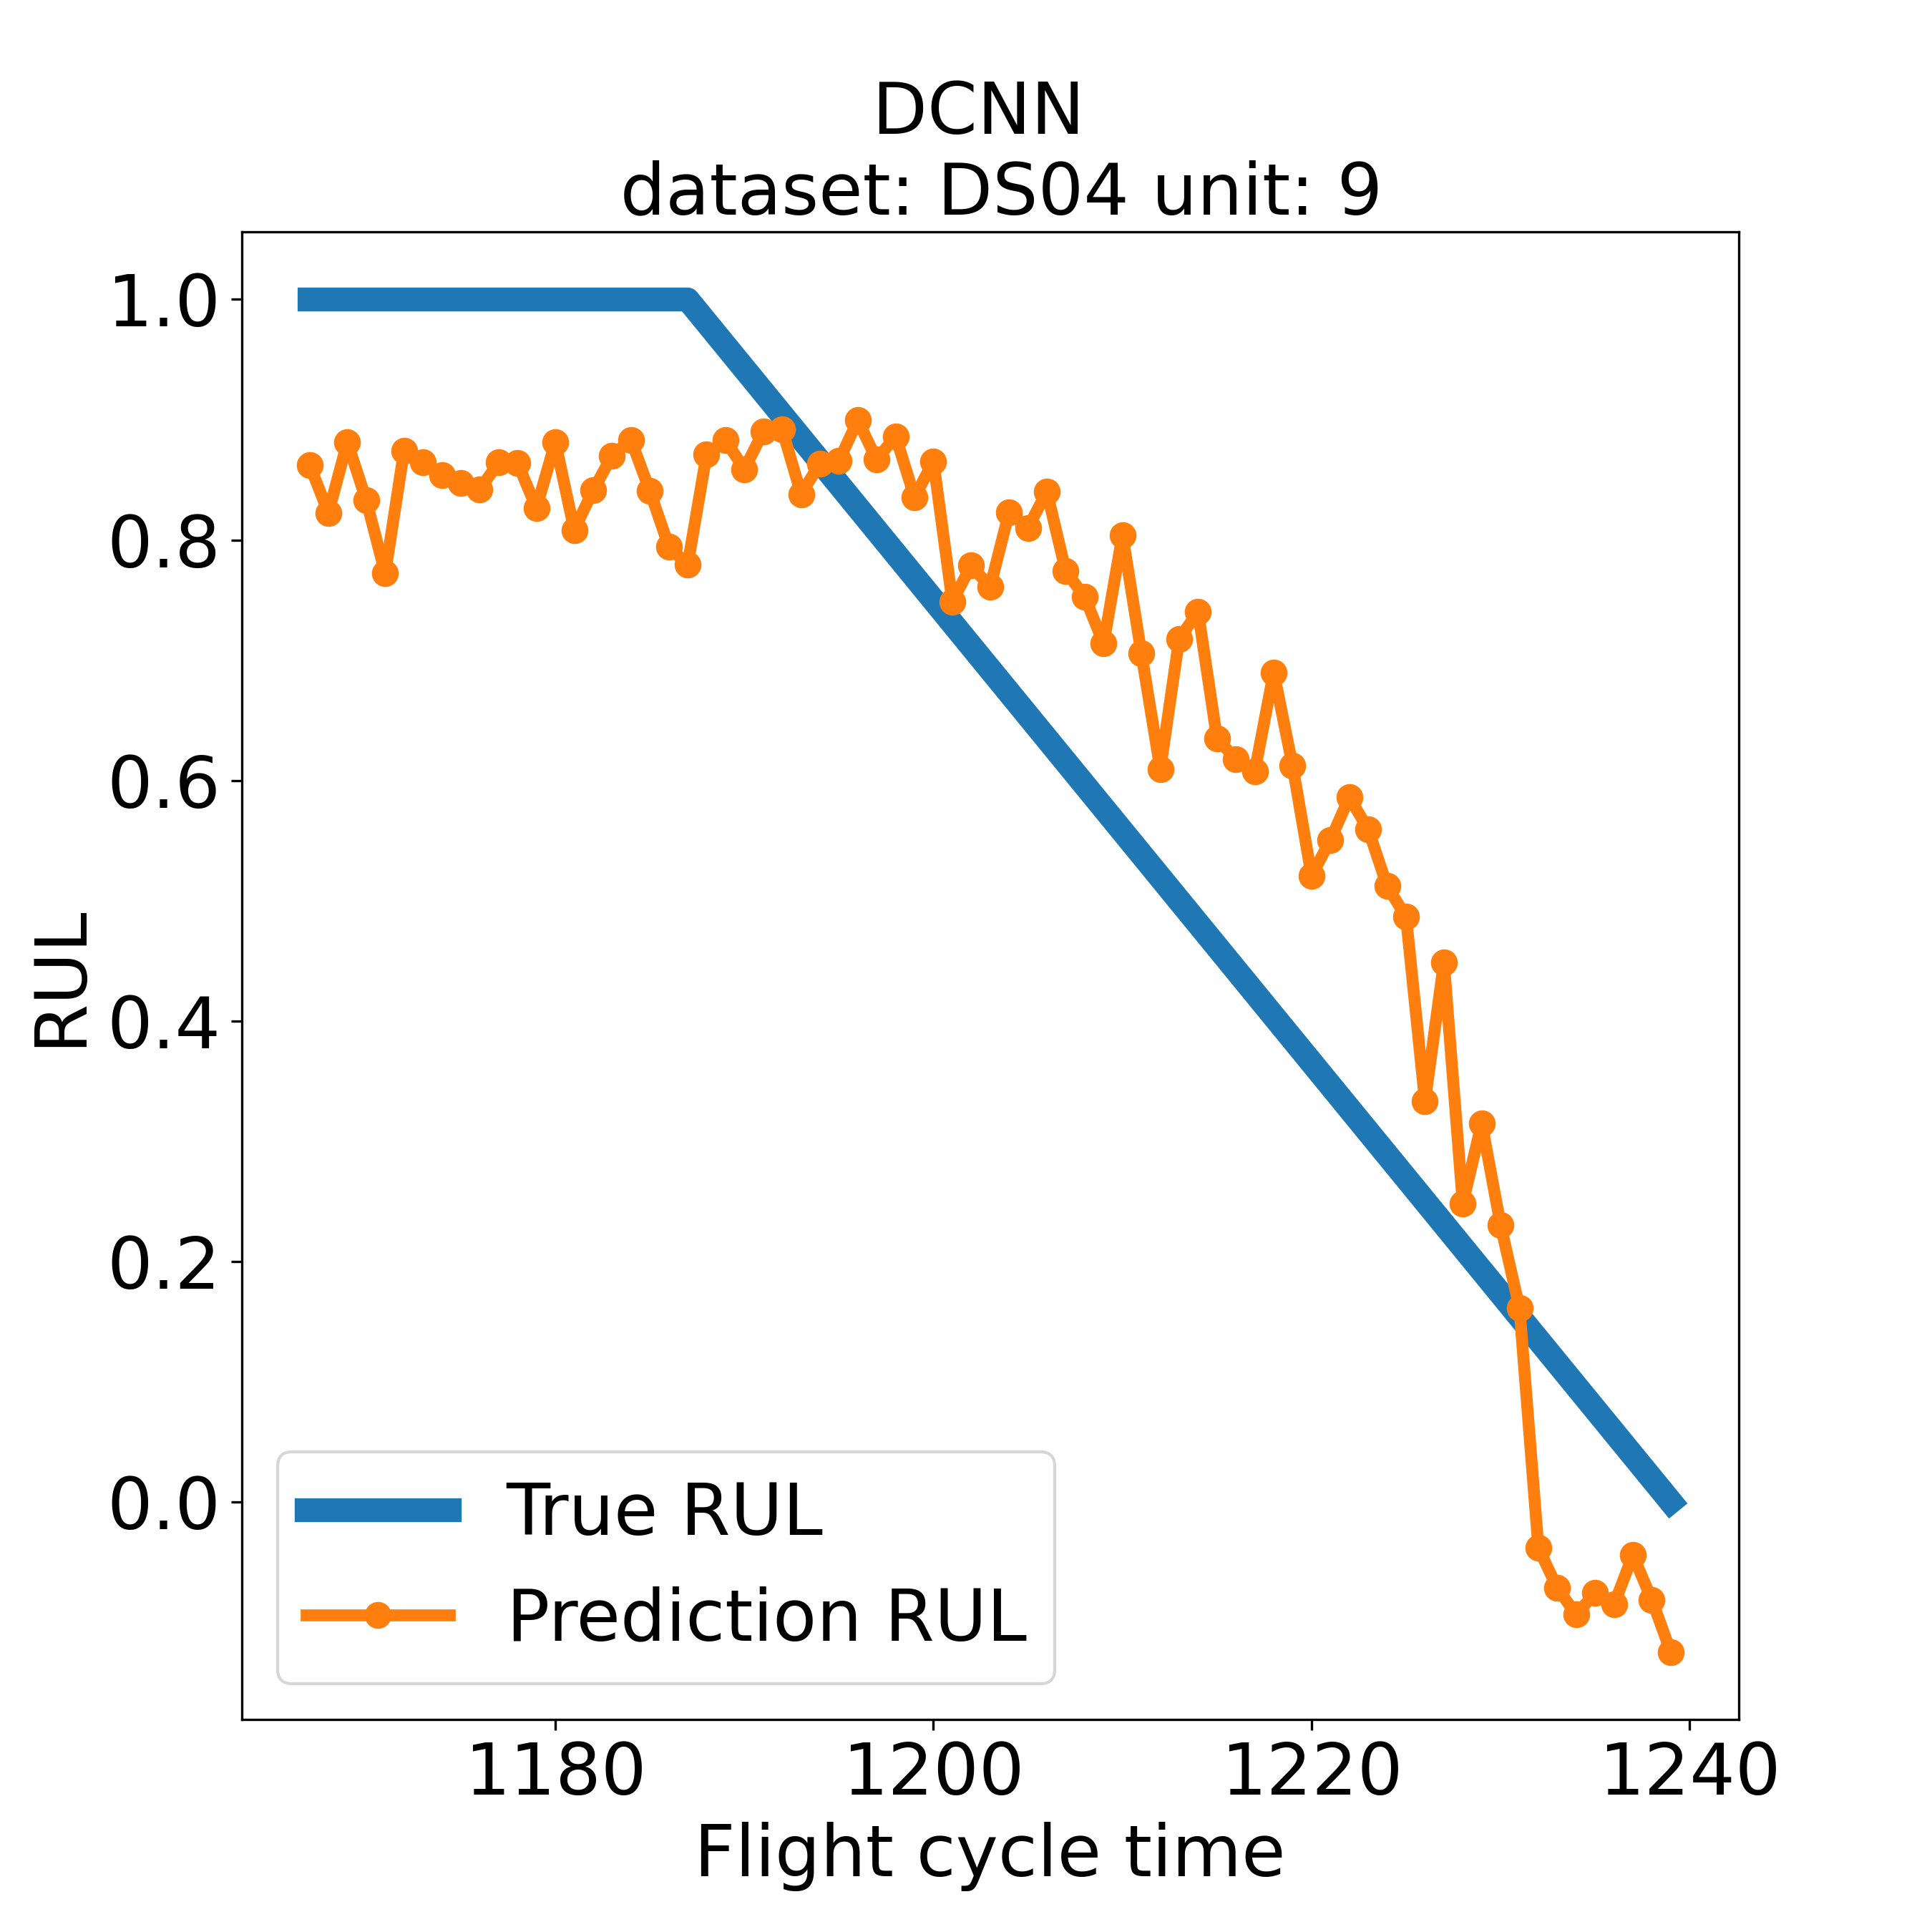 DCNN
dataset: DS04 unit: 9
1.0
0.8
0.6
0.4
0.2
0.0
RUL
True RUL
Prediction RUL
1180 1200 1220 1240
Flight cycle time